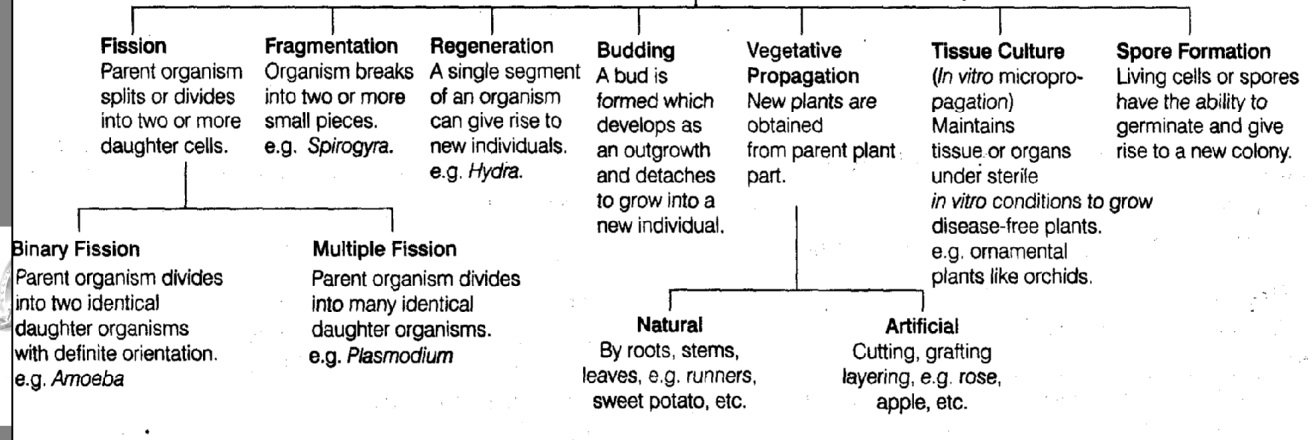 Fission
Parent organism
splits or divides
into two or more
daughter cells.
Fragmentation
Organism breaks
into two or more
small pieces.
e.g. Spirogyra.
Regeneration
A single segment
of an organism
can give rise to
new individuals.
e.g. Hydra.
Budding
A bud is
formed which
develops as
an outgrowth
and detaches
to grow into a
new individual.
Vegetative
Propagation
New plants are
obtained
from parent plant
part.
Tissue Culture
(In vitro micropro-
pagation)
Maintains
tissue or organs
under sterile
in vitro conditions to grow
disease-free plants.
e.g. ornamental
plants like orchids.
Spore Formation
Living cells or spores
have the ability to
germinate and give
rise to a new colony.
Binary Fission
Parent organism divides
into two identical
daughter organisms
with definite orientation.
e.g. Amoeba
Multiple Fission
Parent organism divides
into many identical
daughter organisms.
e.g. Plasmodium
Natural
By roots, stems,
leaves, e.g. runners,
sweet potato, etc.
Artificial
Cutting, grafting
layering, e.g. rose,
apple, etc.